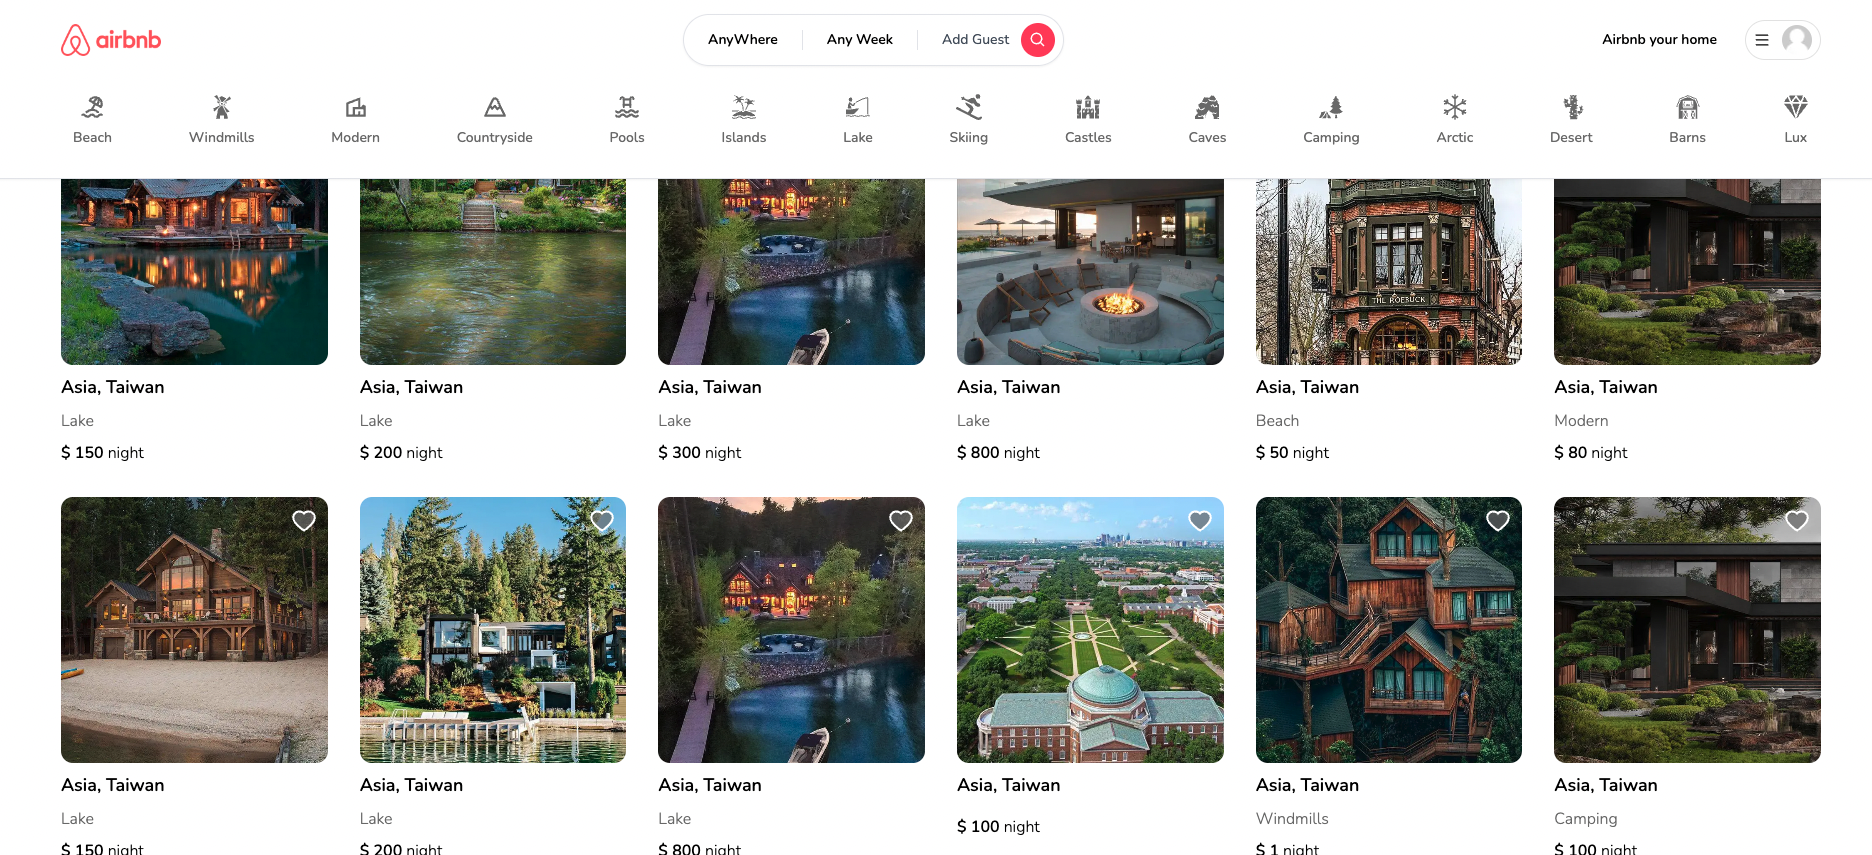 airbnb
AnyWhere
Any Week
Add Guest
Airbnb your home
Beach
Windmills
Modern
Countryside
Pools
Islands
Lake
Skiing
Castles
Caves
Camping
Arctic
Desert
Barns
Lux
THE ROEBUCK
Asia, Taiwan
Lake
$ 150 night
Asia, Taiwan
Lake
$ 200 night
Asia, Taiwan
Lake
$ 300 night
Asia, Taiwan
Lake
$ 800 night
Asia, Taiwan
Beach
$ 50 night
Asia, Taiwan
Modern
$ 80 night
Asia, Taiwan
Lake
$ 150 night
Asia, Taiwan
Lake
$ 200 night
Asia, Taiwan
Lake
$ 800 night
Asia, Taiwan
$ 100 night
Asia, Taiwan
Windmills
$ 1 night
Asia, Taiwan
Camping
$ 100 night